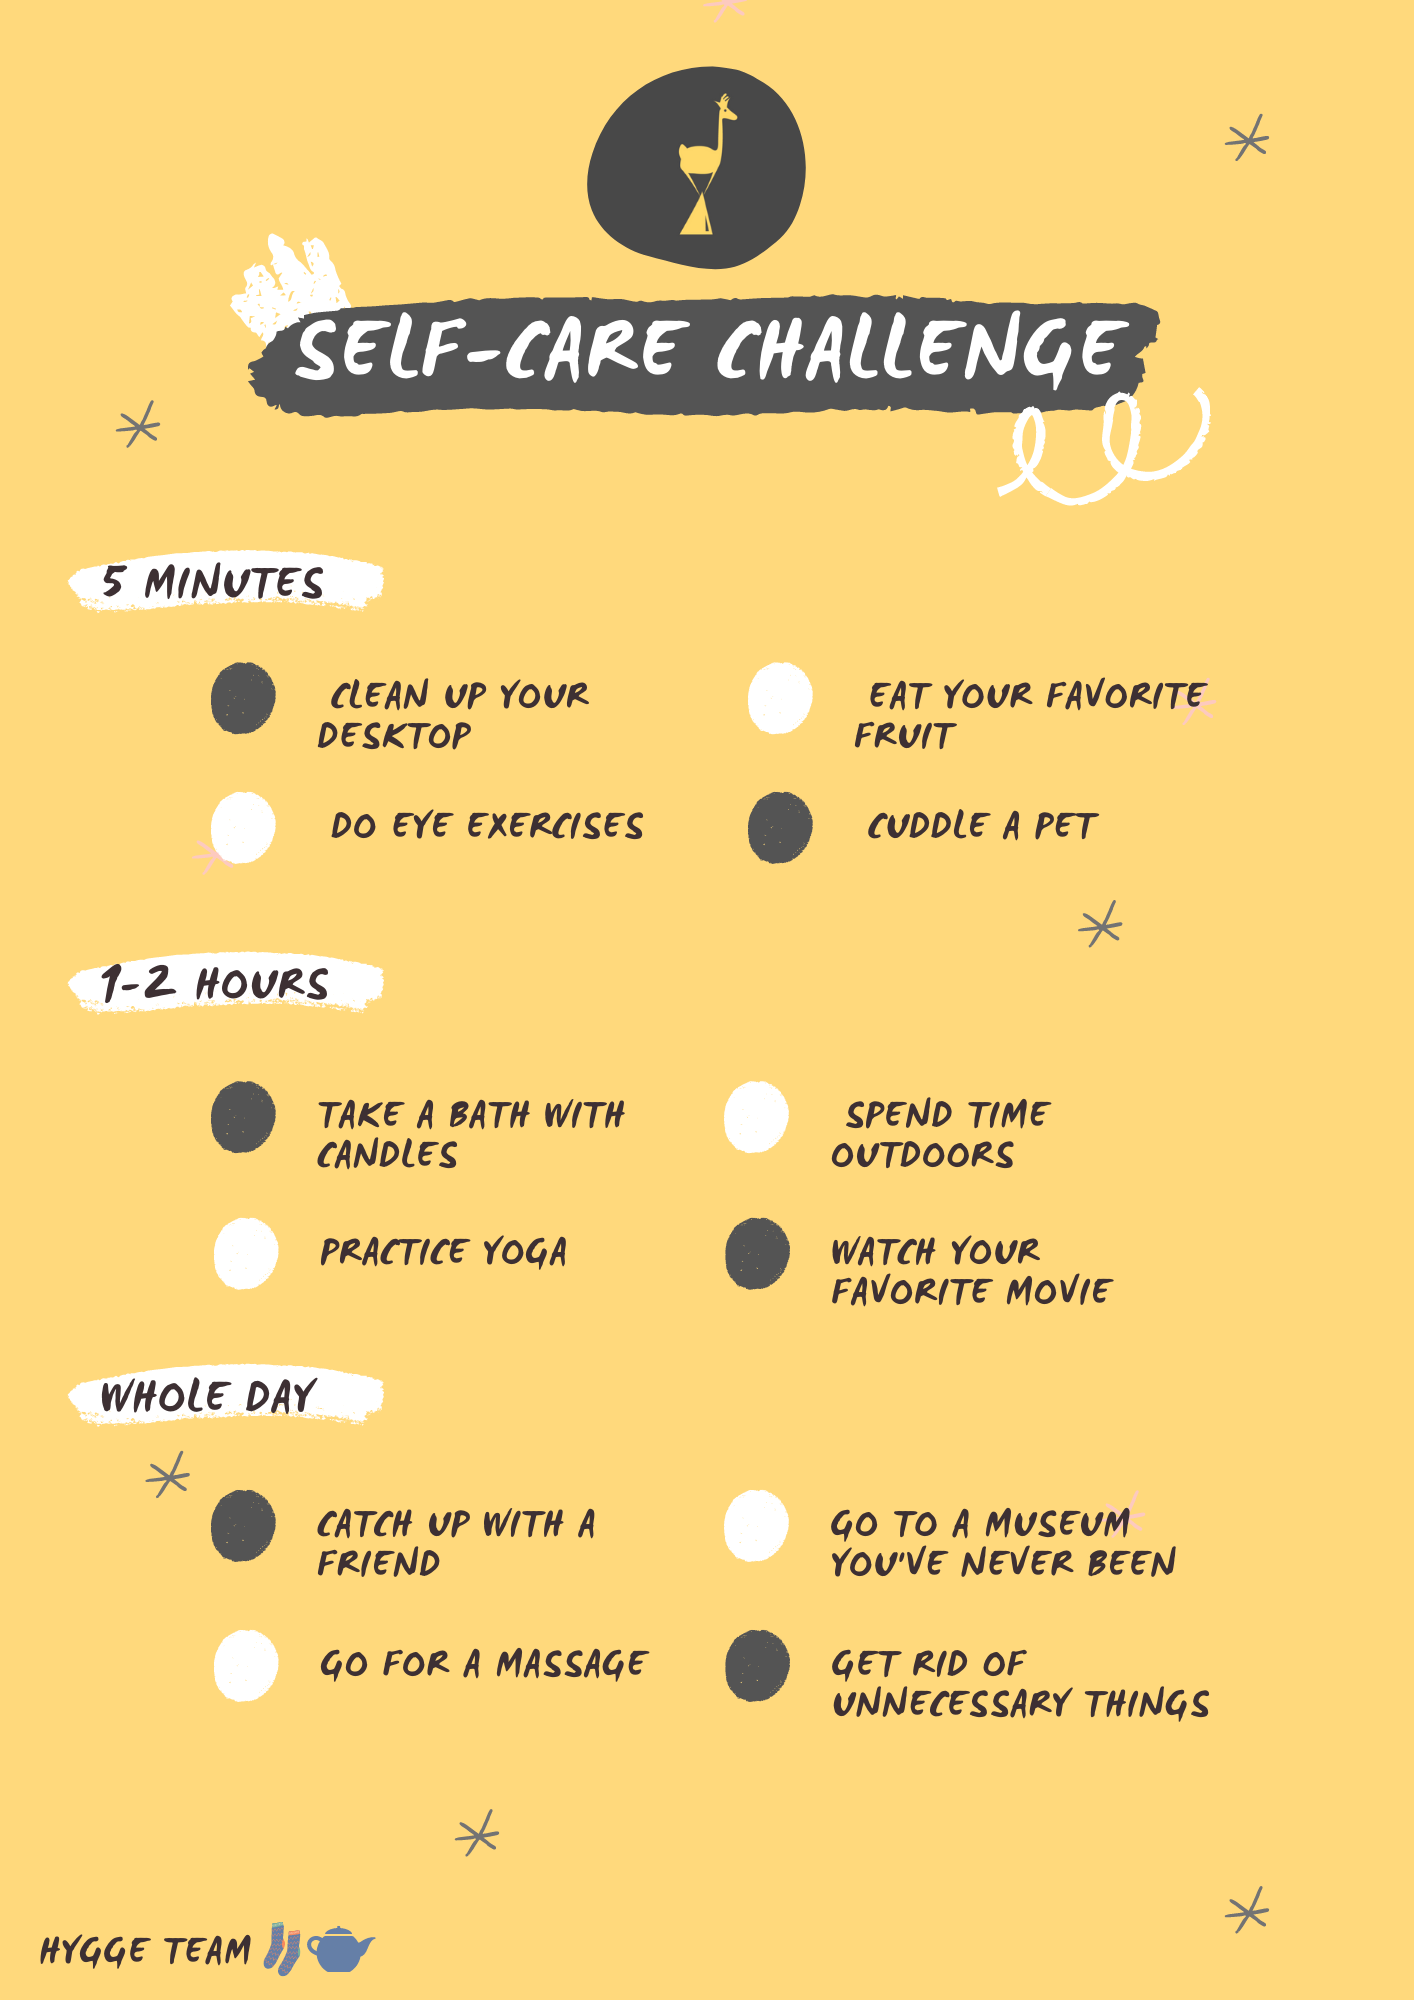 SELF-CARE CHALLENGE
5 MINUTES
CLEAN UP YOUR
DESKTOP
EAT YOUR FAVORITE
FRUIT
DO EYE EXERCISES
CUDDLE A PET
1-2 HOURS
TAKE A BATH WITH
CANDLES
SPEND TIME
OUTDOORS
PRACTICE YOGA
WATCH YOUR
FAVORITE MOVIE
WHOLE DAY
CATCH UP WITH A
FRIEND
GO TO A MUSEUM
YOU'VE NEVER BEEN
GO FOR A MASSAGE
GET RID OF
UNNECESSARY THINGS
HYGGE TEAM